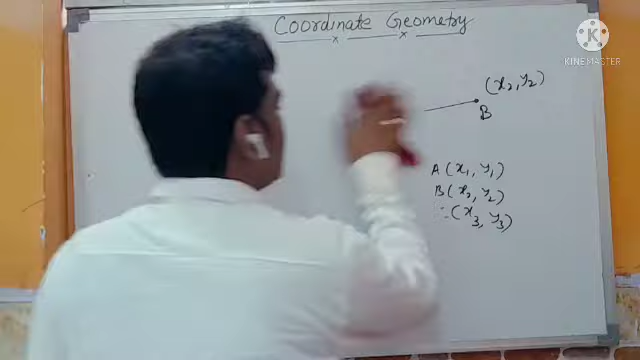 Coordinate Geometry
KINEMASTER
(x₂, y₂)
B
A (x₁, y₁)
B (x₂, y₂)
∴ (x₃, y₃)